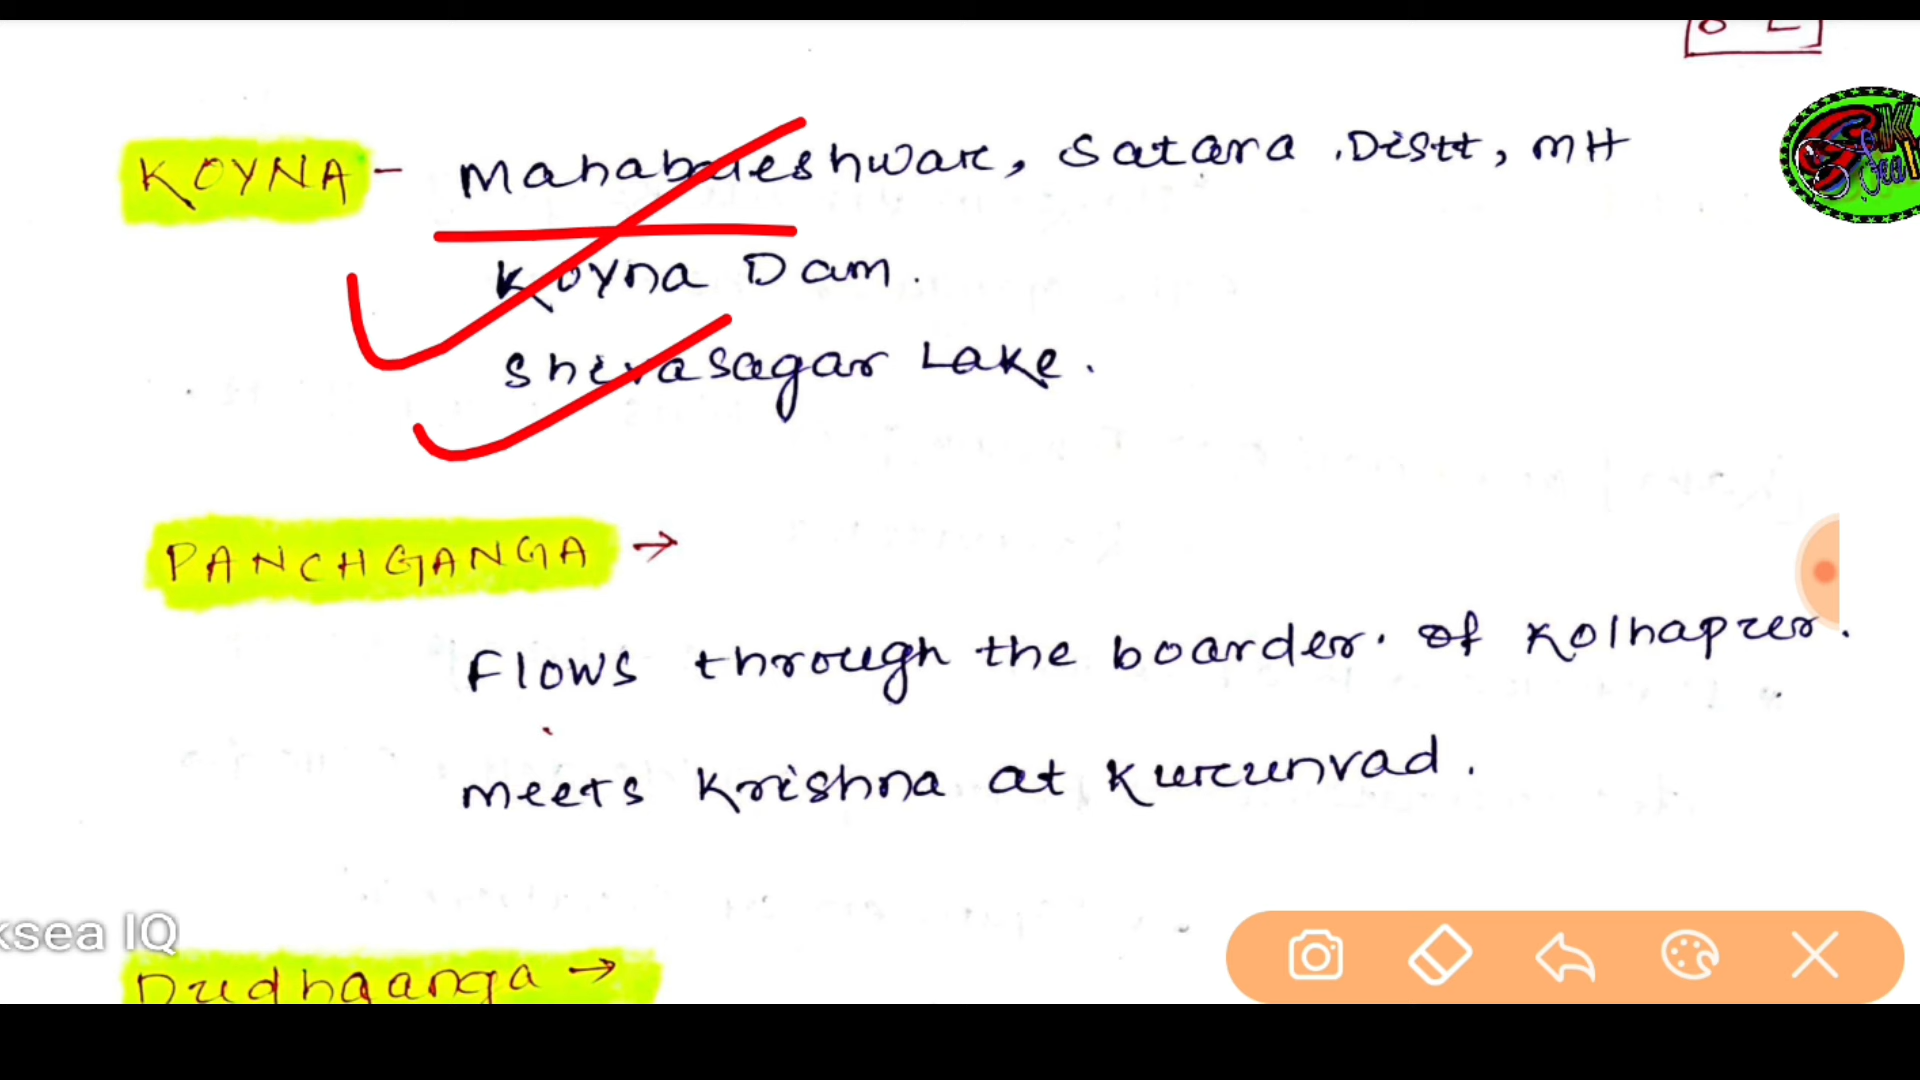 KOYNA - Mahabaleshwar, Satara Distt, MH
Koyna Dam.
Shivasagar Lake.
PANCHGANGA →
Flows through the boarder of Kolhapur.
meets Krishna at Kurunvad.
ksea IQ
Dudhganga →